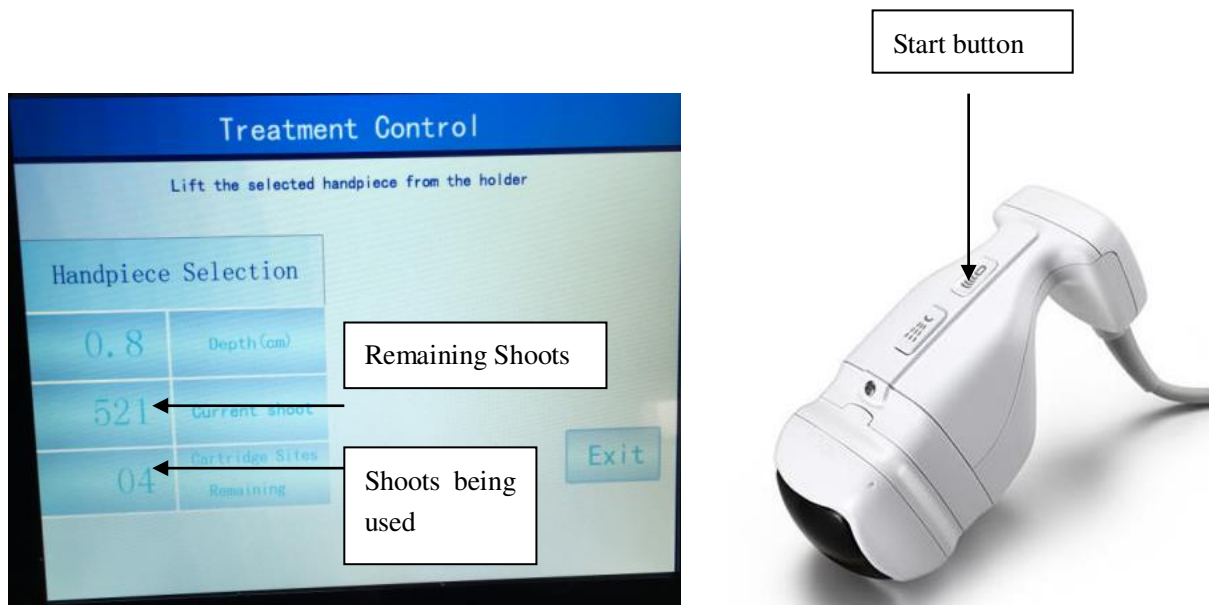 Start button
Treatment Control
Lift the selected handpiece from the holder
Handpiece Selection
0.8 Depth(cm)
Remaining Shoots
521 Current shoot
Cartridge Sites
04 Remaining
Exit
Shoots being
used